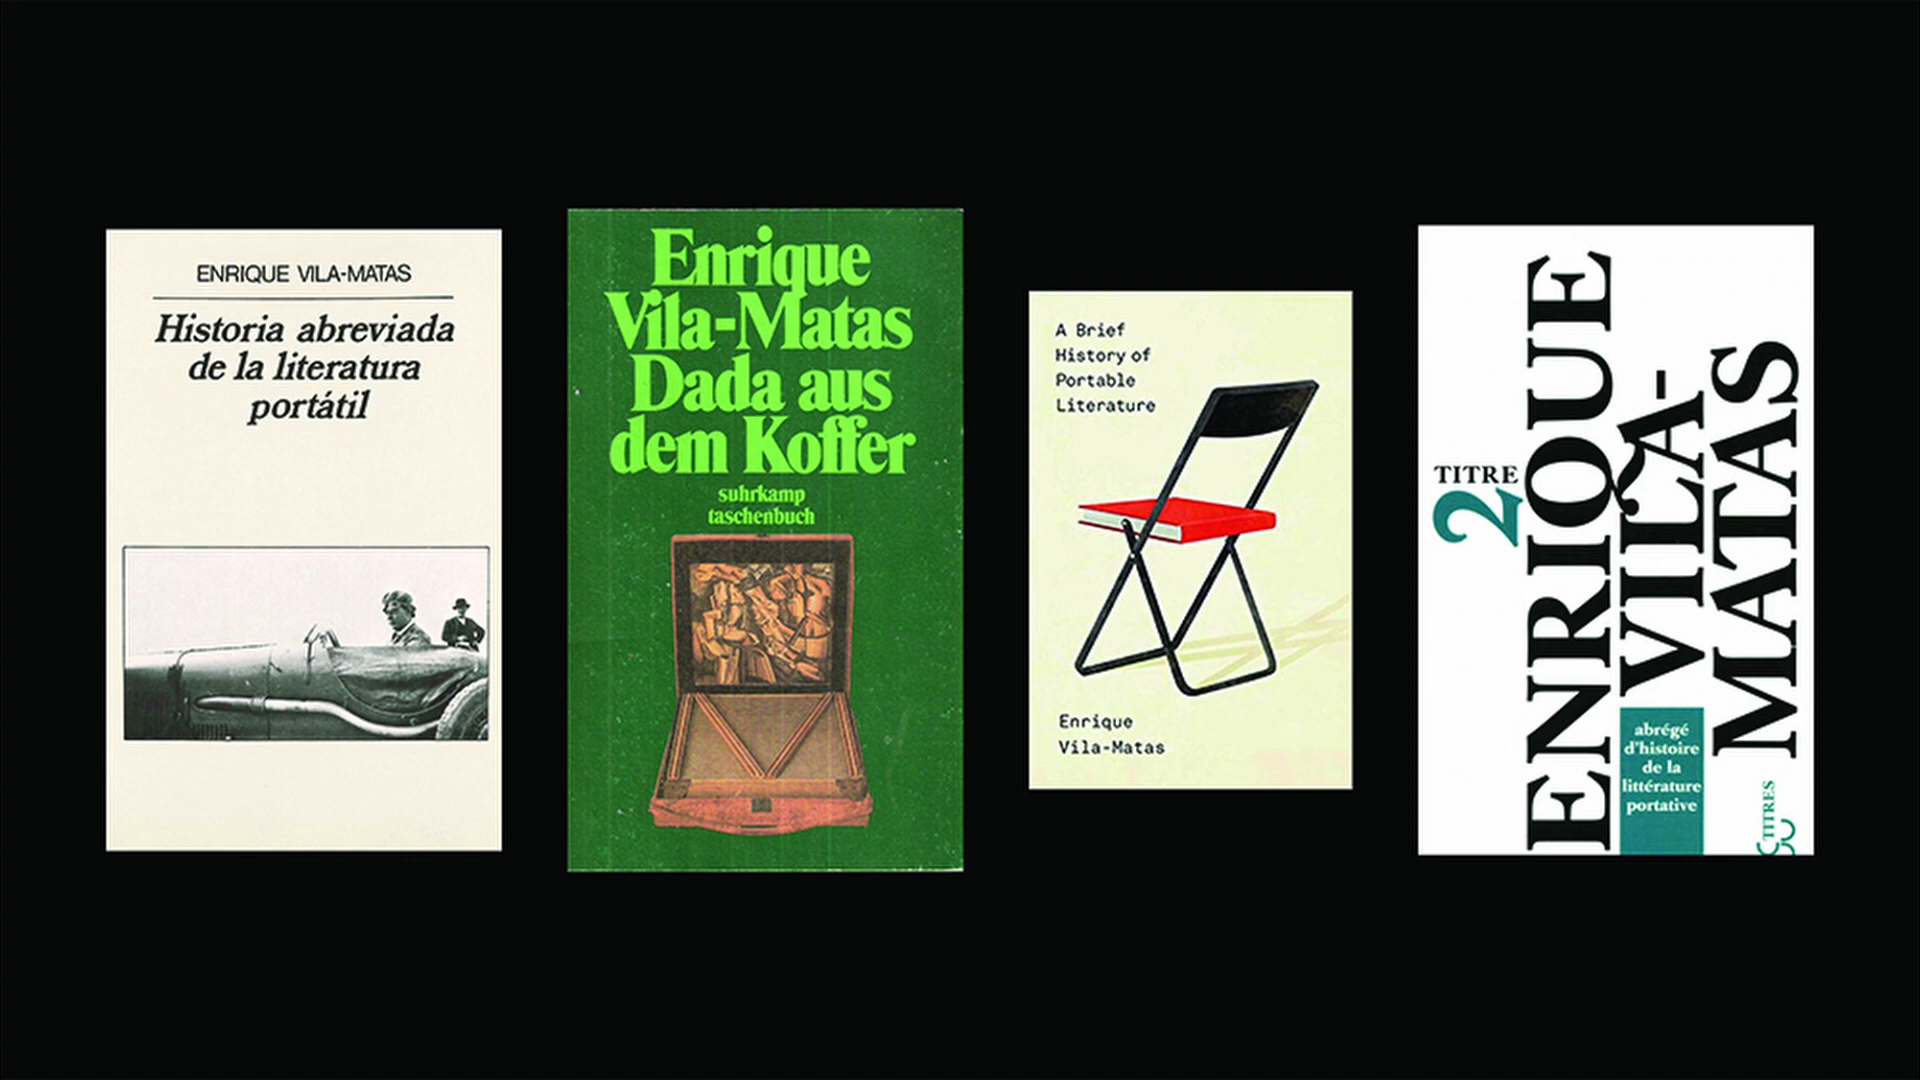 ENRIQUE VILA-MATAS
Historia abreviada
de la literatura
portátil
Enrique
Vila-Matas
Dada aus
dem Koffer
suhrkamp
taschenbuch
A Brief
History of
Portable
Literature
Enrique
Vila-Matas
TITRE
2
ENRIQUE
VILA-
MATAS
abrégé
d'histoire
de la
littérature
portative
TITRES